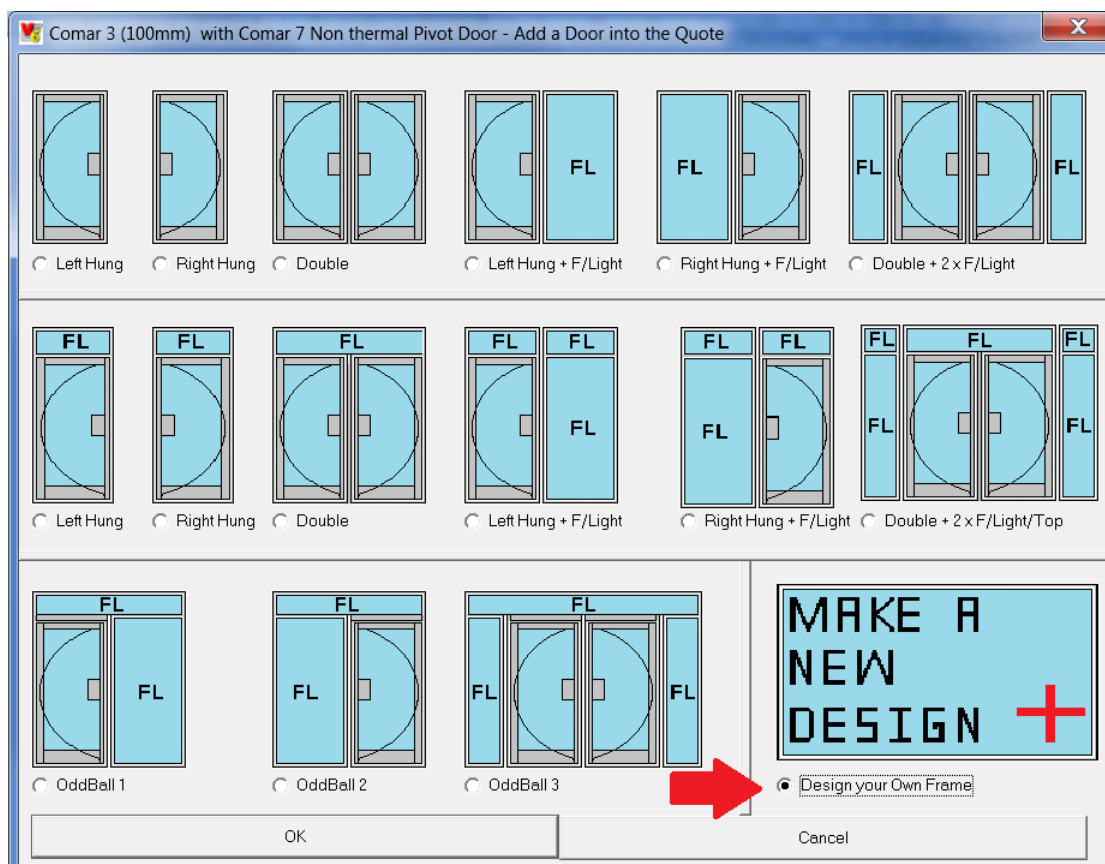 Comar 3 (100mm) with Comar 7 Non thermal Pivot Door - Add a Door into the Quote
X
FL FL FL FL
Left Hung Right Hung Double Left Hung + F/Light Right Hung + F/Light Double + 2 x F/Light
FL FL FL FL FL FL FL FL FL FL
FL FL FL FL
Left Hung Right Hung Double Left Hung + F/Light Right Hung + F/Light Double + 2 x F/Light/Top
FL FL FL
FL FL FL FL
OddBall 1 OddBall 2 OddBall 3
MAKE A
NEW
DESIGN
Design your Own Frame
OK Cancel